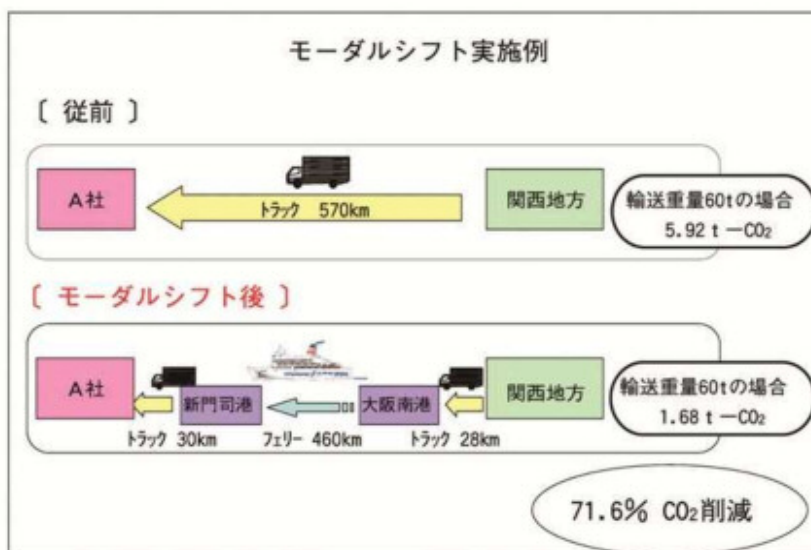 モーダルシフト実施例
〔 従前 〕
A社
トラック 570km
関西地方
輸送重量60tの場合
5.92 t－CO₂
〔 モーダルシフト後 〕
A社
新門司港
大阪南港
関西地方
トラック 30km
フェリー 460km
トラック 28km
輸送重量60tの場合
1.68 t－CO₂
71.6% CO₂削減